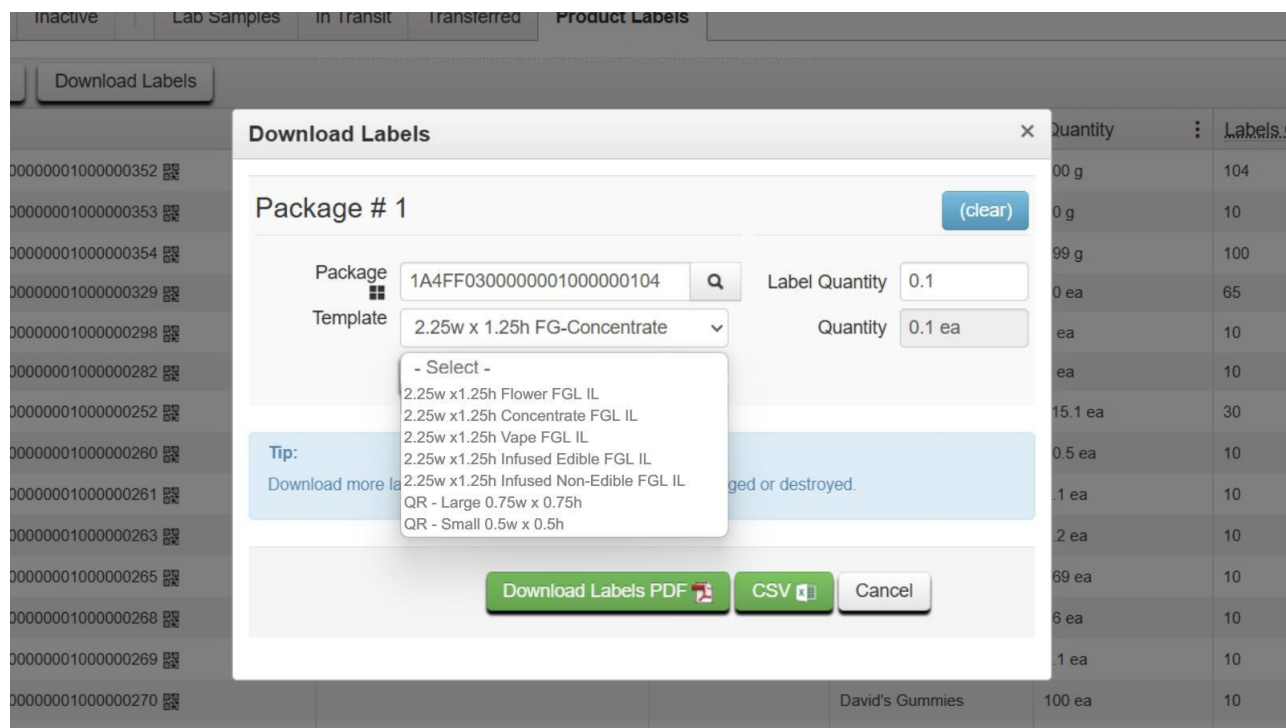 Inactive Lab Samples In Transit Transferred Product Labels
Download Labels
Download Labels × Quantity Labels
00000001000000352 00 g 104
Package # 1 (clear)
00000001000000353 0 g 10
00000001000000354 99 g 100
Package 1A4FF0300000001000000104 Label Quantity 0.1
00000001000000329 0 ea 65
Template 2.25w x 1.25h FG-Concentrate Quantity 0.1 ea
00000001000000298 ea 10
- Select -
00000001000000282 ea 10
2.25w x1.25h Flower FGL IL
00000001000000252 2.25w x1.25h Concentrate FGL IL 15.1 ea 30
2.25w x1.25h Vape FGL IL
00000001000000260 Tip: 2.25w x1.25h Infused Edible FGL IL 0.5 ea 10
Download more la 2.25w x1.25h Infused Non-Edible FGL IL ged or destroyed.
00000001000000261 QR - Large 0.75w x 0.75h .1 ea 10
QR - Small 0.5w x 0.5h
00000001000000263 .2 ea 10
00000001000000265 69 ea 10
Download Labels PDF CSV Cancel
00000001000000268 6 ea 10
00000001000000269 .1 ea 10
00000001000000270 David's Gummies 100 ea 10